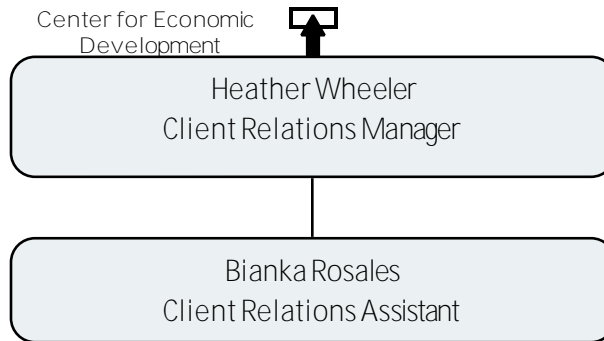 Center for Economic
Development
Heather Wheeler
Client Relations Manager
Bianka Rosales
Client Relations Assistant